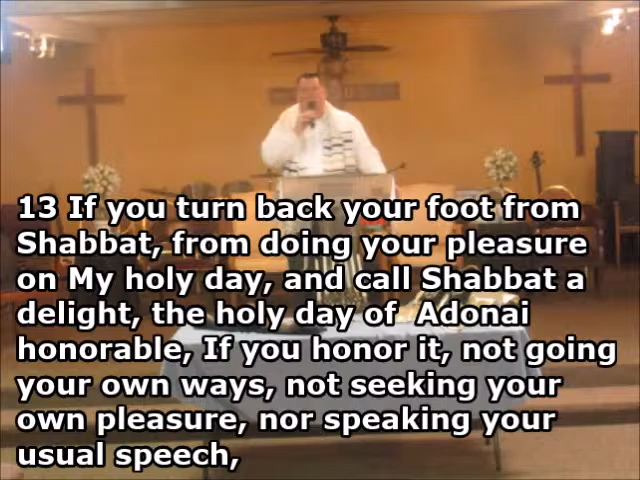 13 If you turn back your foot from
Shabbat, from doing your pleasure
on My holy day, and call Shabbat a
delight, the holy day of  Adonai
honorable, If you honor it, not going
your own ways, not seeking your
own pleasure, nor speaking your
usual speech,